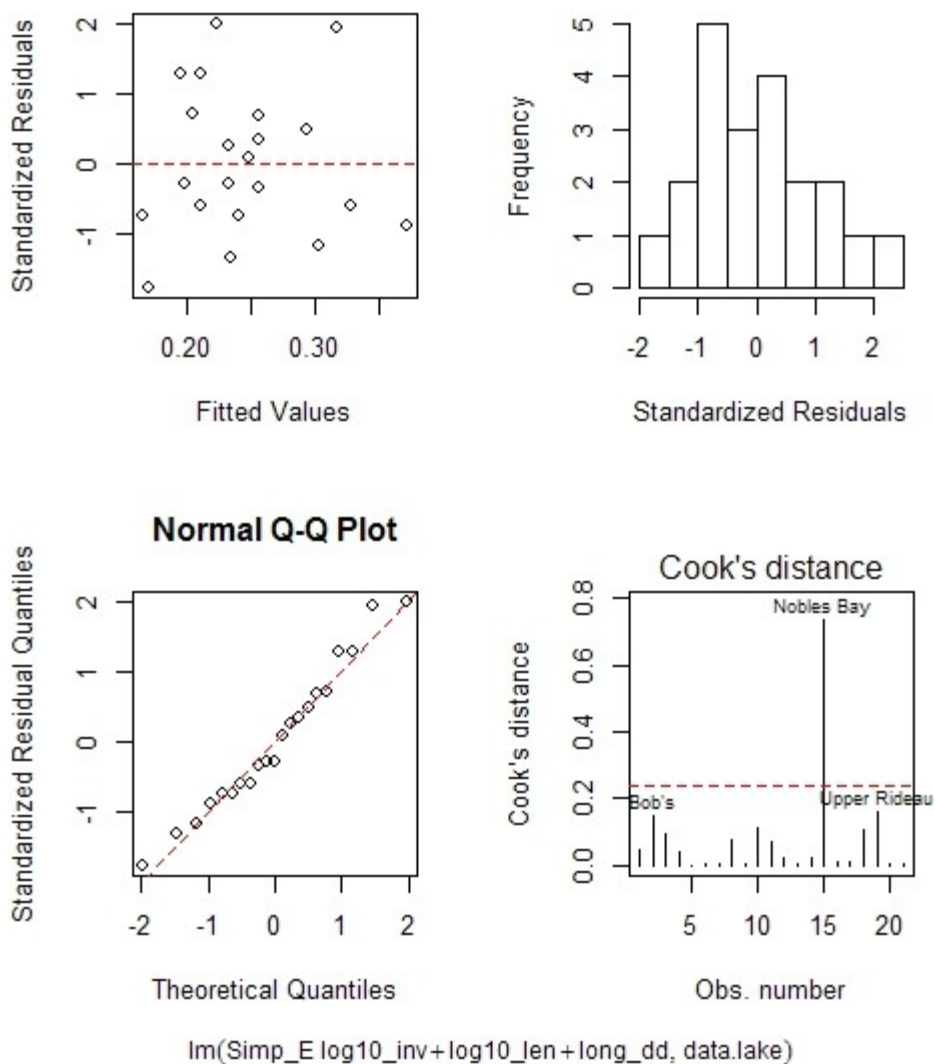 Standardized Residuals
2
1
0
-1
0.20 0.30
Fitted Values
Frequency
5
4
3
2
1
0
-2 -1 0 1 2
Standardized Residuals
Normal Q-Q Plot
Standardized Residual Quantiles
2
1
0
-1
-2 -1 0 1 2
Theoretical Quantiles
Cook's distance
Cook's distance
0.8
0.6
0.4
0.2
0.0
Nobles Bay
Bob's
Upper Rideau
5 10 15 20
Obs. number
lm(Simp_E log10_inv+log10_len+long_dd, data.lake)